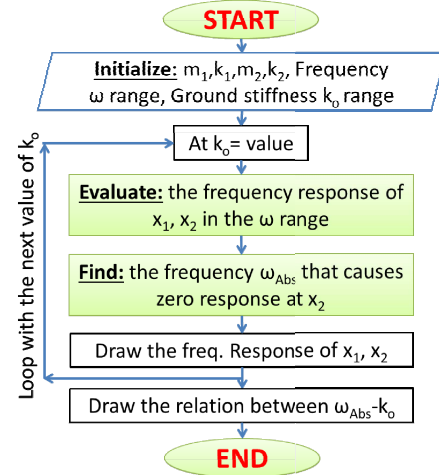 START
Initialize: m₁,k₁,m₂,k₂, Frequency
ω range, Ground stiffness kₒ range
At kₒ= value
Evaluate: the frequency response of
x₁, x₂ in the ω range
Find: the frequency ω_Abs that causes
zero response at x₂
Draw the freq. Response of x₁, x₂
Draw the relation between ω_Abs-kₒ
END
Loop with the next value of kₒ